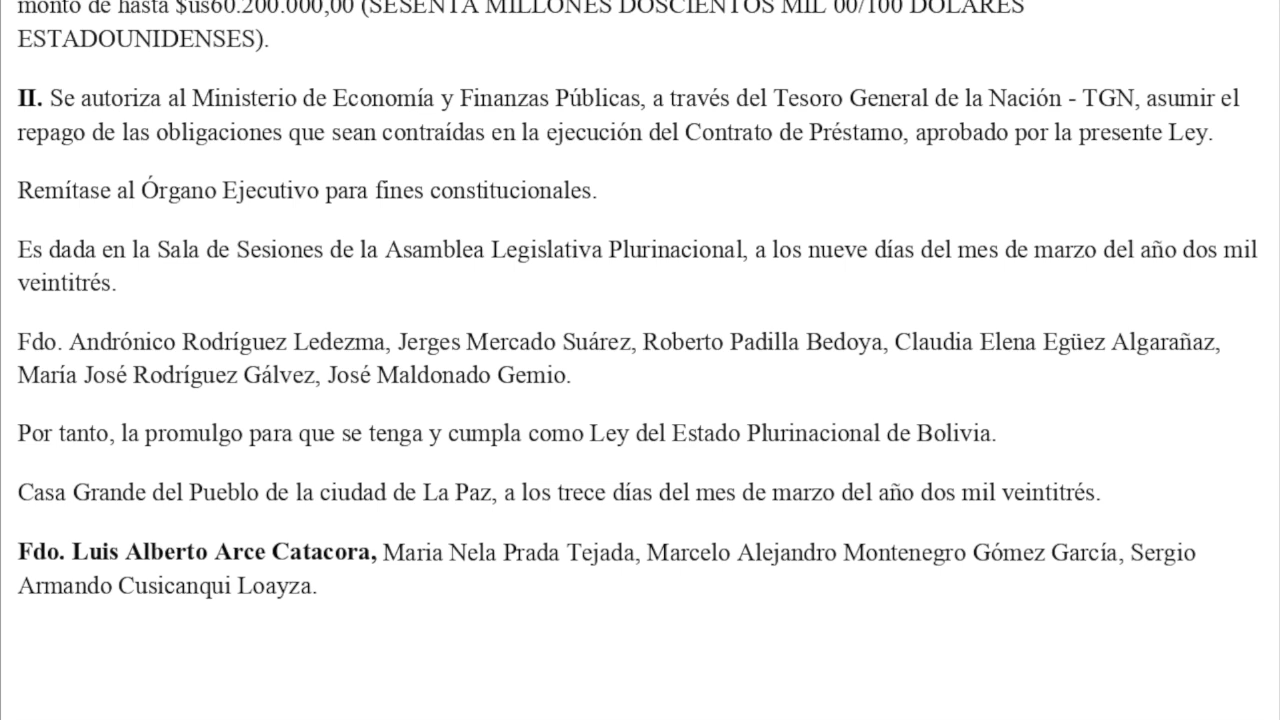 monto de hasta $us60.200.000,00 (SESENTA MILLONES DOSCIENTOS MIL 00/100 DÓLARES
ESTADOUNIDENSES).
II. Se autoriza al Ministerio de Economía y Finanzas Públicas, a través del Tesoro General de la Nación - TGN, asumir el
repago de las obligaciones que sean contraídas en la ejecución del Contrato de Préstamo, aprobado por la presente Ley.
Remítase al Órgano Ejecutivo para fines constitucionales.
Es dada en la Sala de Sesiones de la Asamblea Legislativa Plurinacional, a los nueve días del mes de marzo del año dos mil
veintitrés.
Fdo. Andrónico Rodríguez Ledezma, Jerges Mercado Suárez, Roberto Padilla Bedoya, Claudia Elena Egüez Algarañaz,
María José Rodríguez Gálvez, José Maldonado Gemio.
Por tanto, la promulgo para que se tenga y cumpla como Ley del Estado Plurinacional de Bolivia.
Casa Grande del Pueblo de la ciudad de La Paz, a los trece días del mes de marzo del año dos mil veintitrés.
Fdo. Luis Alberto Arce Catacora, Maria Nela Prada Tejada, Marcelo Alejandro Montenegro Gómez García, Sergio
Armando Cusicanqui Loayza.